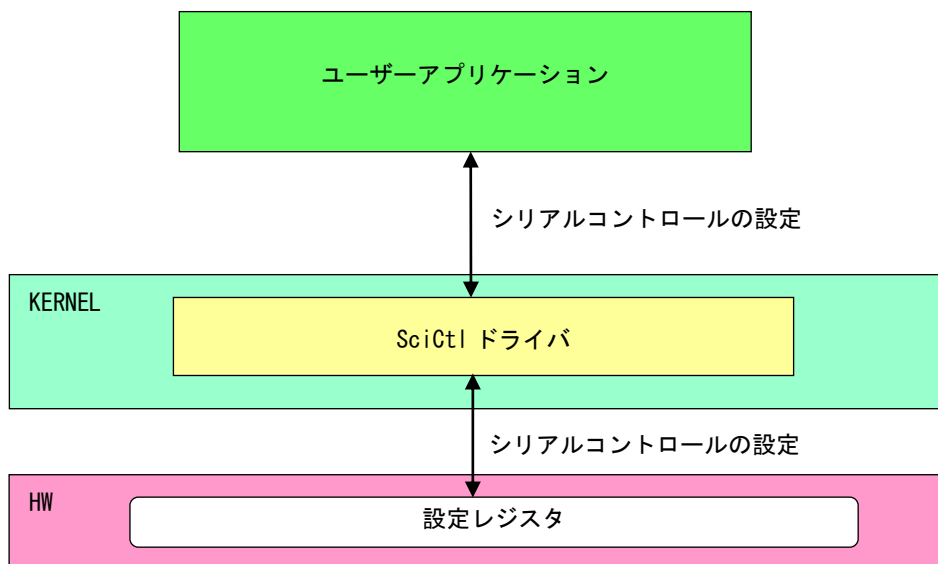 ユーザーアプリケーション
シリアルコントロールの設定
KERNEL
SciCtl ドライバ
シリアルコントロールの設定
HW
設定レジスタ